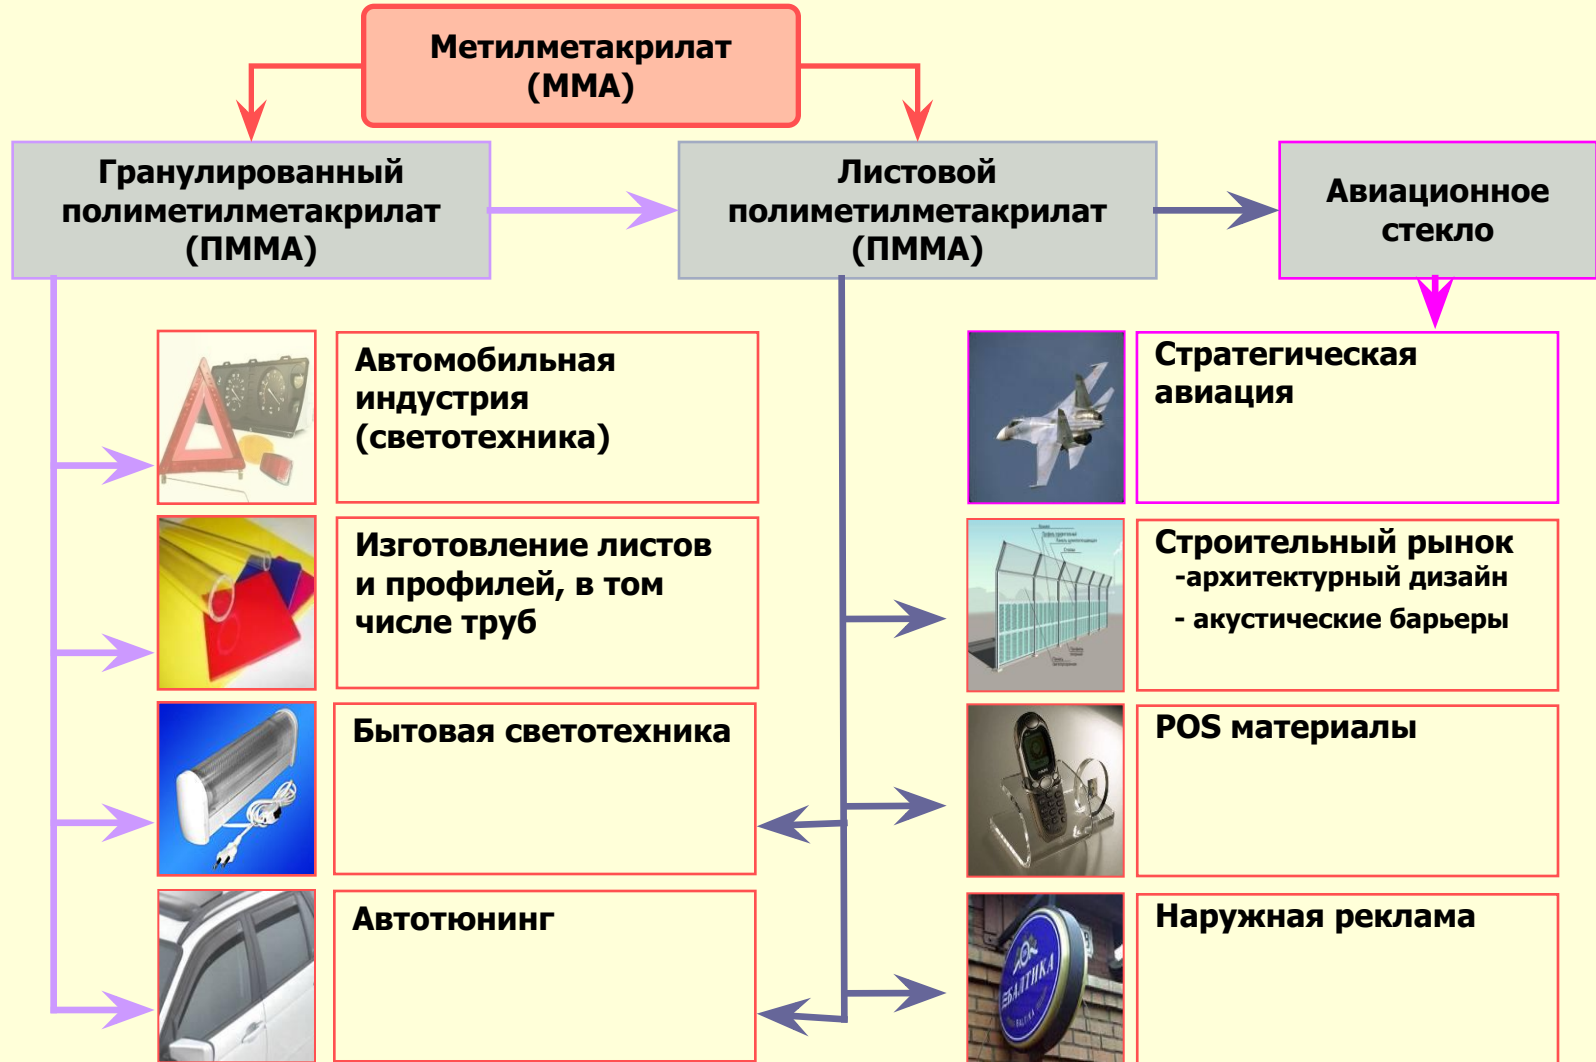 Метилметакрилат
(ММА)
Гранулированный
полиметилметакрилат
(ПММА)
Листовой
полиметилметакрилат
(ПММА)
Авиационное
стекло
Автомобильная
индустрия
(светотехника)
Стратегическая
авиация
Изготовление листов
и профилей, в том
числе труб
Строительный рынок
-архитектурный дизайн
- акустические барьеры
Бытовая светотехника
POS материалы
Автотюнинг
Наружная реклама
БАЛТИКА